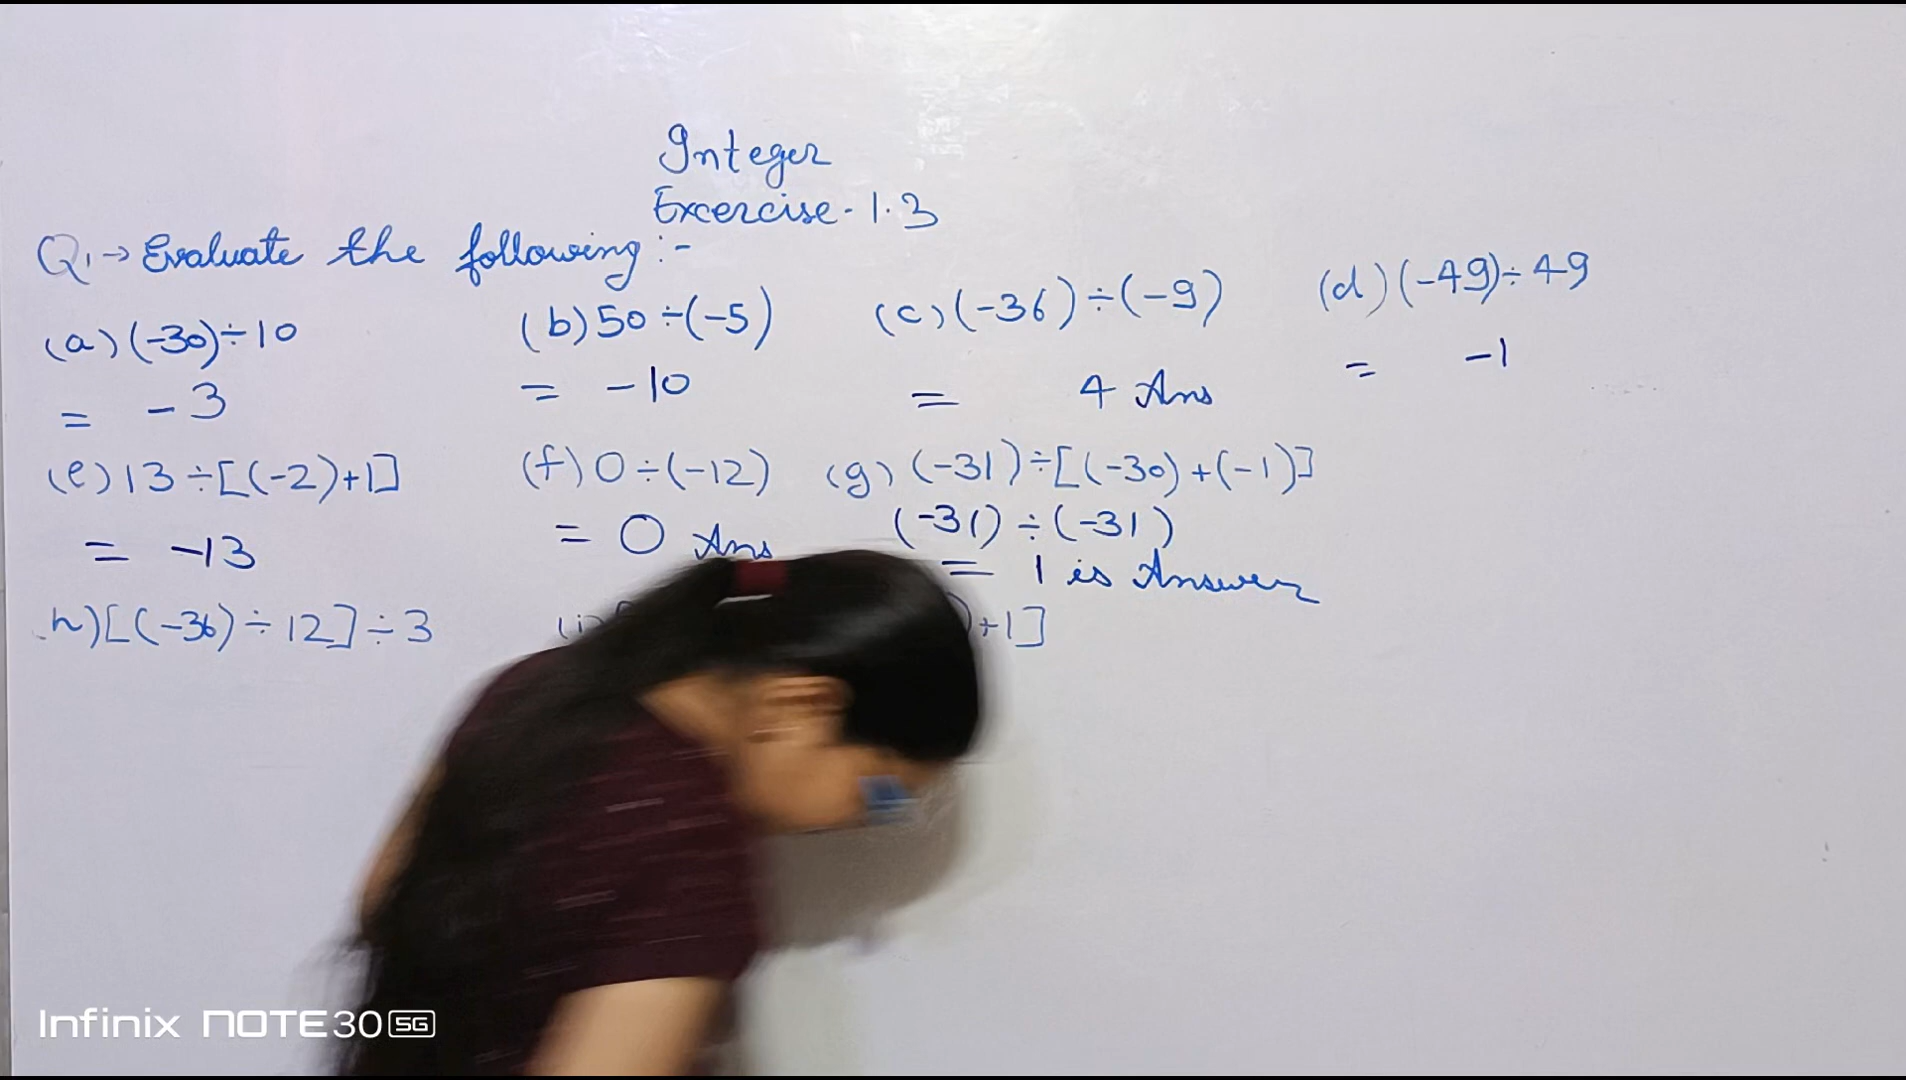 Integer
Excercise - 1.3
Q1→ Evaluate the following :-
(a) (-30) ÷ 10 (b) 50 ÷ (-5) (c) (-36) ÷ (-9) (d) (-49) ÷ 49
= -3 = -10 = 4 Ans = -1
(e) 13 ÷ [(-2)+1] (f) 0 ÷ (-12) (g) (-31) ÷ [(-30) + (-1)]
(-31) ÷ (-31)
= -13 = 0 Ans = 1 is Answer
h) [(-36) ÷ 12] ÷ 3 (i) )+1]
Infinix NOTE 30 5G